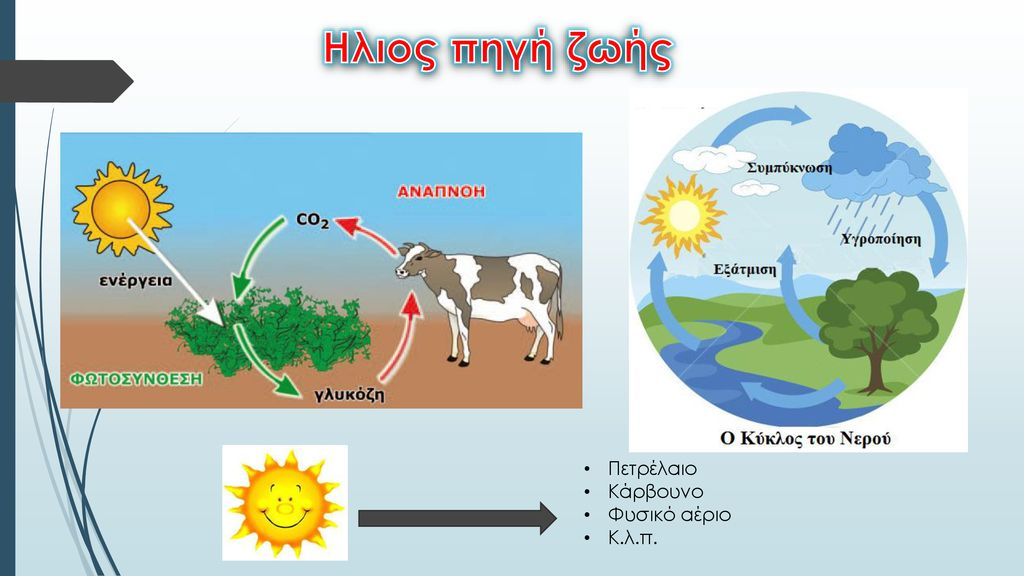 Ηλιος πηγή ζωής
ΑΝΑΠΝΟΗ
CO2
ενέργεια
ΦΩΤΟΣΥΝΘΕΣΗ
γλυκόζη
Συμπύκνωση
Υγροποίηση
Εξάτμιση
Ο Κύκλος του Νερού
• Πετρέλαιο
• Κάρβουνο
• Φυσικό αέριο
• Κ.λ.π.